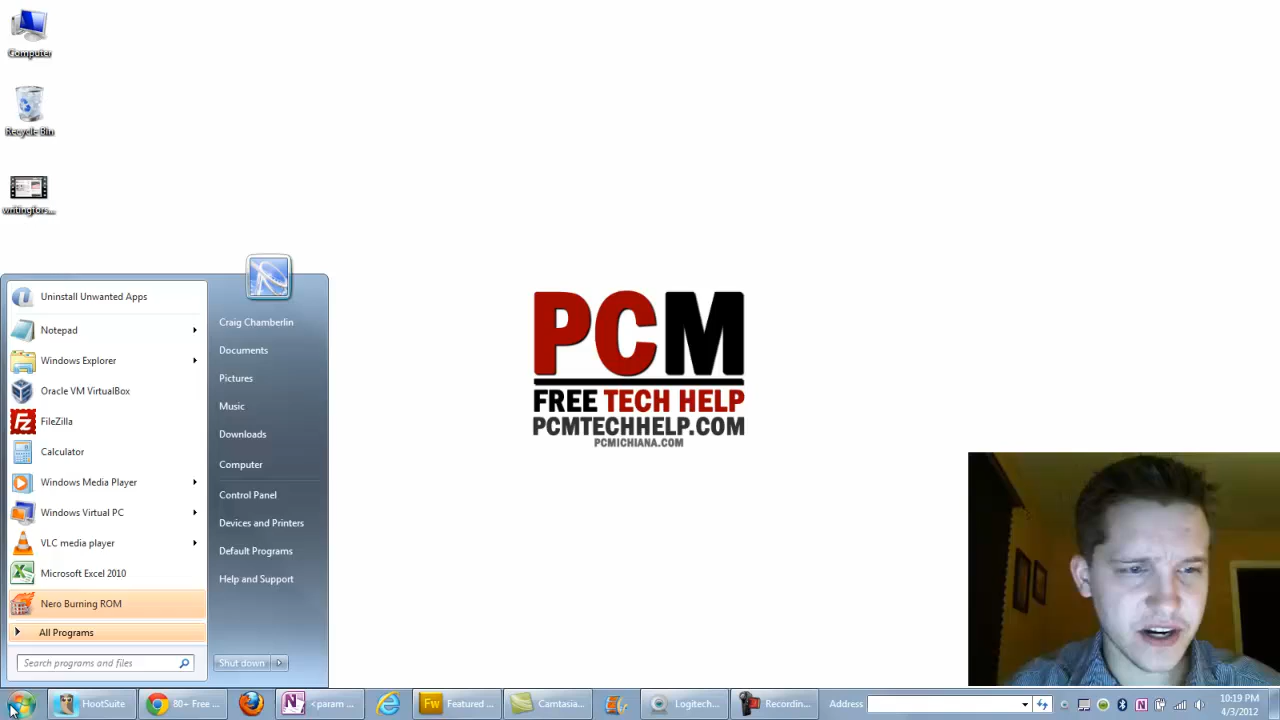 Computer
Recycle Bin
writingfors...
Uninstall Unwanted Apps
Notepad
Windows Explorer
Oracle VM VirtualBox
FileZilla
Calculator
Windows Media Player
Windows Virtual PC
VLC media player
Microsoft Excel 2010
Nero Burning ROM
All Programs
Search programs and files
Craig Chamberlin
Documents
Pictures
Music
Downloads
Computer
Control Panel
Devices and Printers
Default Programs
Help and Support
Shut down
PCM
FREE TECH HELP
PCMTECHHELP.COM
PCMICHIANA.COM
HootSuite
80+ Free ...
<param ...
Fw Featured ...
Camtasia...
Logitech...
Recordin...
Address
10:19 PM
4/3/2012